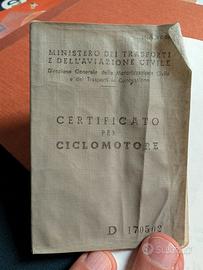 MINISTERO DEI TRASPORTI
E DELL'AVIAZIONE CIVILE
Direzione Generale della Motorizzazione Civile
e dei Trasporti in Concessione
CERTIFICATO
PER
CICLOMOTORE
D 170502
subito